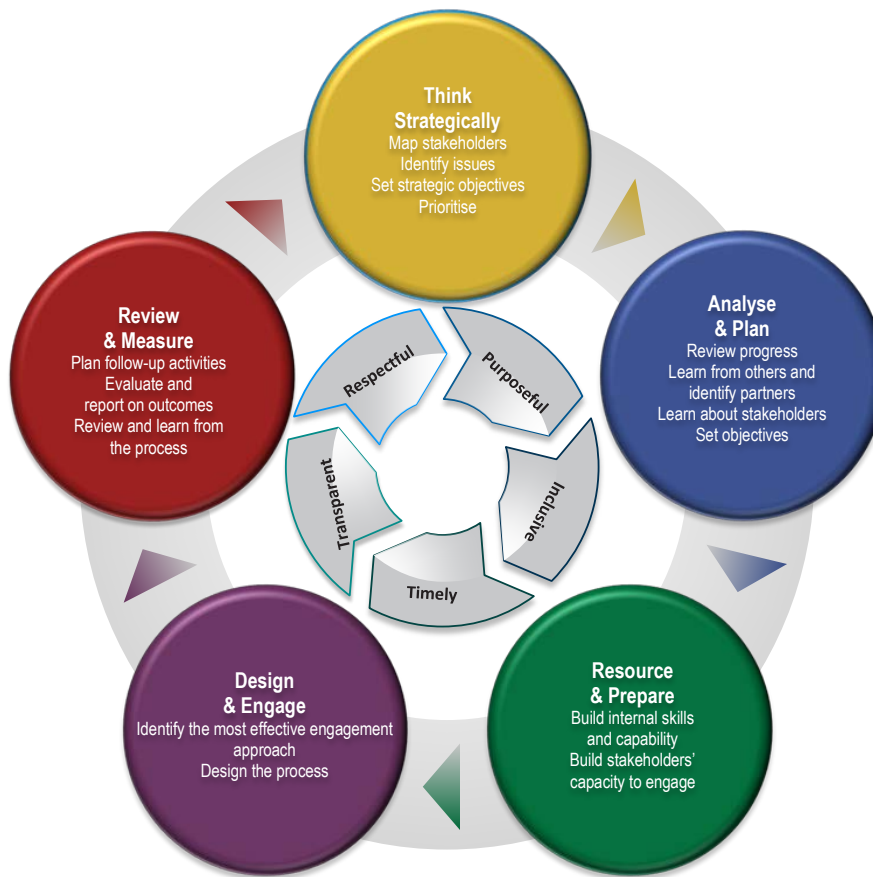 Think
Strategically
Map stakeholders
Identify issues
Set strategic objectives
Prioritise
Analyse
& Plan
Review progress
Learn from others and
identify partners
Learn about stakeholders
Set objectives
Resource
& Prepare
Build internal skills
and capability
Build stakeholders’
capacity to engage
Design
& Engage
Identify the most effective engagement
approach
Design the process
Review
& Measure
Plan follow-up activities
Evaluate and
report on outcomes
Review and learn from
the process
Respectful
Purposeful
Inclusive
Timely
Transparent